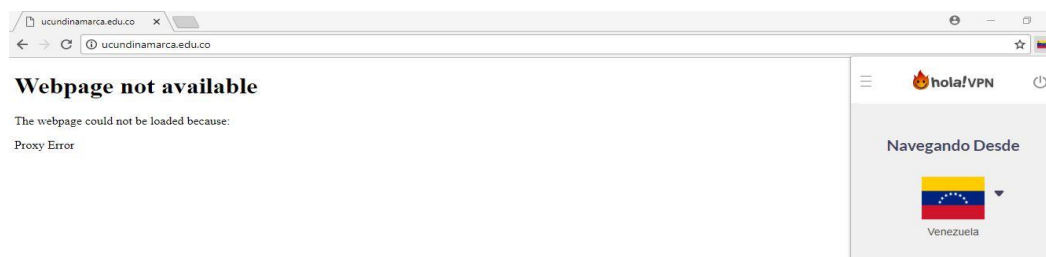 ucundinamarca.edu.co
ucundinamarca.edu.co
Webpage not available
The webpage could not be loaded because:
Proxy Error
hola!VPN
Navegando Desde
Venezuela